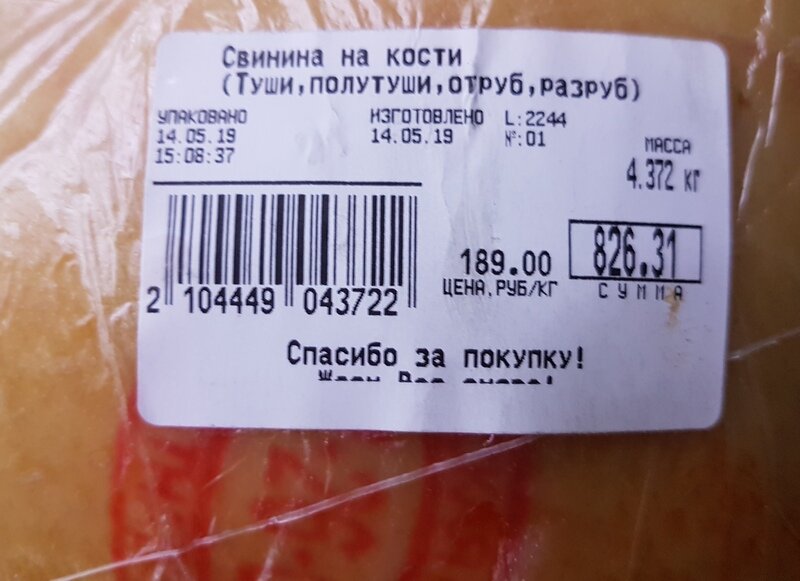 Свинина на кости
(Туши,полутуши,отруб,разруб)
УПАКОВАНО ИЗГОТОВЛЕНО L:2244
14.05.19 14.05.19 №:01
15:08:37
МАССА
4.372 кг
189.00 826.31
ЦЕНА,РУБ/КГ СУММА
2 104449 043722
Спасибо за покупку!